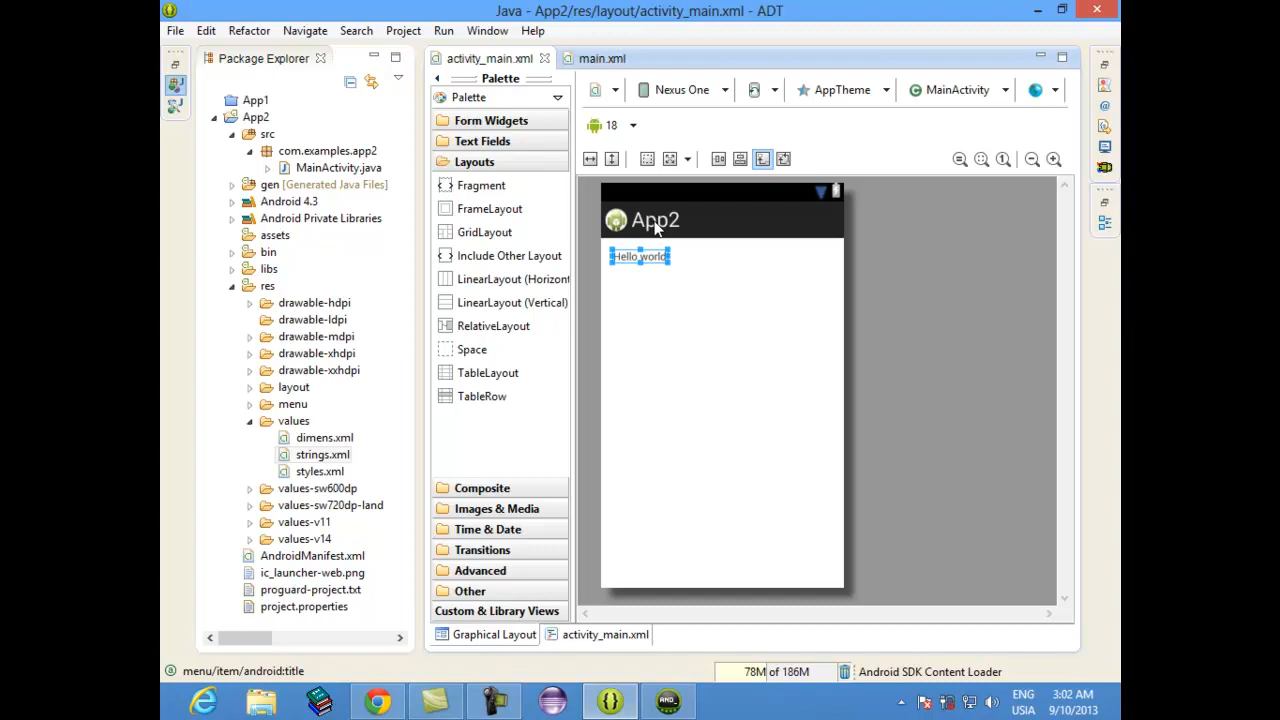 Java - App2/res/layout/activity_main.xml - ADT
File Edit Refactor Navigate Search Project Run Window Help
Package Explorer
App1
App2
src
com.examples.app2
MainActivity.java
gen [Generated Java Files]
Android 4.3
Android Private Libraries
assets
bin
libs
res
drawable-hdpi
drawable-ldpi
drawable-mdpi
drawable-xhdpi
drawable-xxhdpi
layout
menu
values
dimens.xml
strings.xml
styles.xml
values-sw600dp
values-sw720dp-land
values-v11
values-v14
AndroidManifest.xml
ic_launcher-web.png
proguard-project.txt
project.properties
activity_main.xml main.xml
Palette
Palette
Form Widgets
Text Fields
Layouts
Fragment
FrameLayout
GridLayout
Include Other Layout
LinearLayout (Horizont
LinearLayout (Vertical)
RelativeLayout
Space
TableLayout
TableRow
Composite
Images & Media
Time & Date
Transitions
Advanced
Other
Custom & Library Views
Nexus One AppTheme MainActivity
18
App2
Hello world
Graphical Layout activity_main.xml
menu/item/android:title
78M of 186M
Android SDK Content Loader
ENG
USIA
3:02 AM
9/10/2013